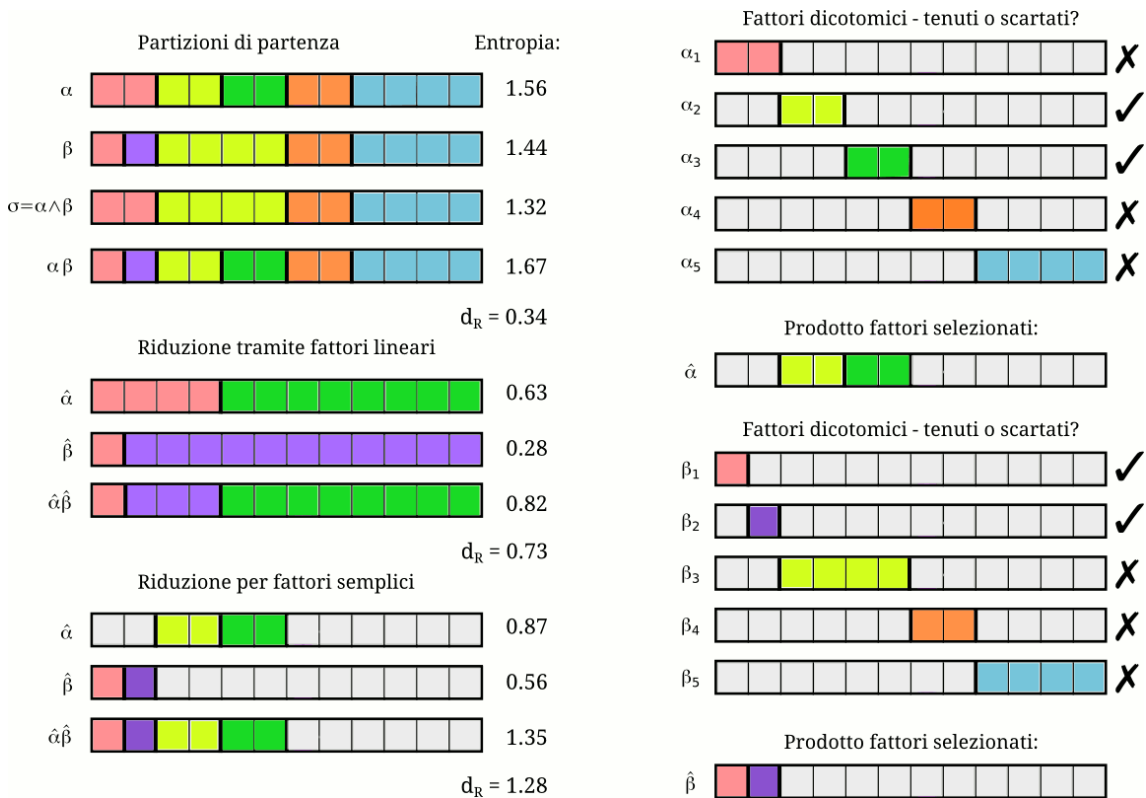 Partizioni di partenza
Entropia:
α
1.56
β
1.44
σ=α∧β
1.32
αβ
1.67
d_R = 0.34
Riduzione tramite fattori lineari
α̂
0.63
β̂
0.28
α̂β̂
0.82
d_R = 0.73
Riduzione per fattori semplici
α̂
0.87
β̂
0.56
α̂β̂
1.35
d_R = 1.28
Fattori dicotomici - tenuti o scartati?
α₁ ✗
α₂ ✓
α₃ ✓
α₄ ✗
α₅ ✗
Prodotto fattori selezionati:
α̂
Fattori dicotomici - tenuti o scartati?
β₁ ✓
β₂ ✓
β₃ ✗
β₄ ✗
β₅ ✗
Prodotto fattori selezionati:
β̂